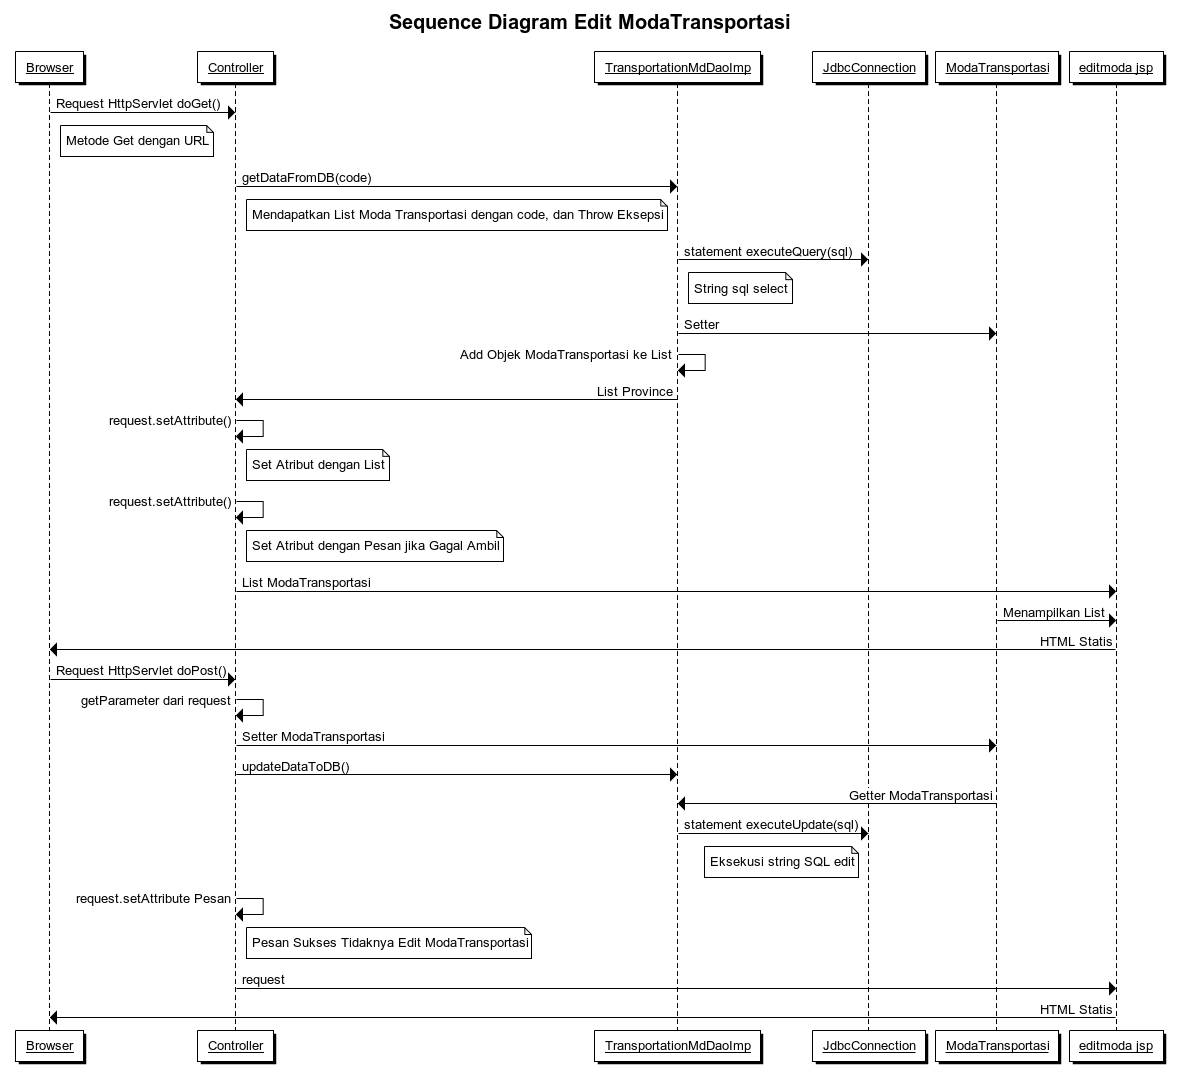 Sequence Diagram Edit ModaTransportasi
Browser
Controller
TransportationMdDaoImp
JdbcConnection
ModaTransportasi
editmoda jsp
Request HttpServlet doGet()
Metode Get dengan URL
getDataFromDB(code)
Mendapatkan List Moda Transportasi dengan code, dan Throw Eksepsi
statement executeQuery(sql)
String sql select
Setter
Add Objek ModaTransportasi ke List
List Province
request.setAttribute()
Set Atribut dengan List
request.setAttribute()
Set Atribut dengan Pesan jika Gagal Ambil
List ModaTransportasi
Menampilkan List
HTML Statis
Request HttpServlet doPost()
getParameter dari request
Setter ModaTransportasi
updateDataToDB()
Getter ModaTransportasi
statement executeUpdate(sql)
Eksekusi string SQL edit
request.setAttribute Pesan
Pesan Sukses Tidaknya Edit ModaTransportasi
request
HTML Statis
Browser
Controller
TransportationMdDaoImp
JdbcConnection
ModaTransportasi
editmoda jsp